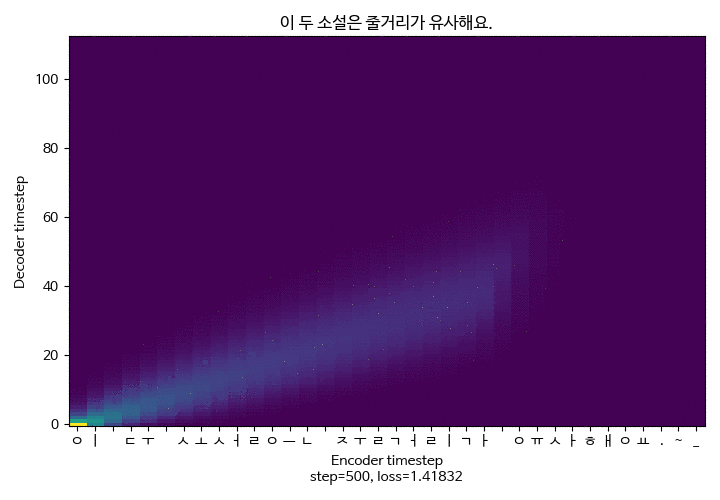 이 두 소설은 줄거리가 유사해요.
100
80
60
40
20
0
Decoder timestep
ㅇ ㅣ ㄷ ㅜ ㅅ ㅗ ㅅ ㅓ ㄹ ㅇ ㅡ ㄴ ㅈ ㅜ ㄹ ㄱ ㅓ ㄹ ㅣ ㄱ ㅏ ㅇ ㅠ ㅅ ㅏ ㅎ ㅐ ㅇ ㅛ . ~ _
Encoder timestep
step=500, loss=1.41832